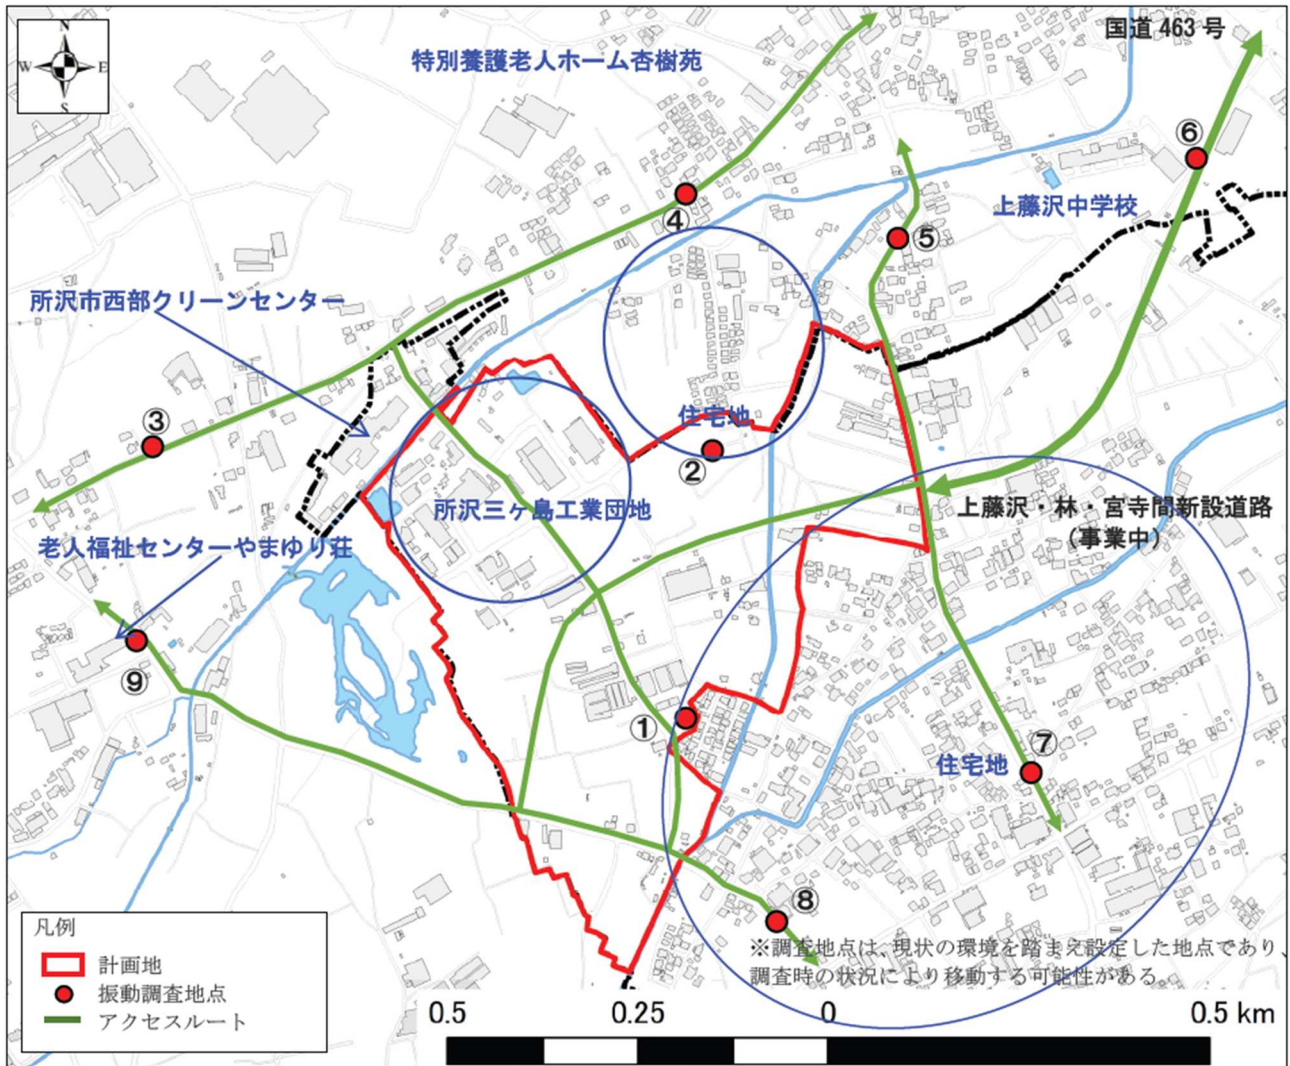 N
W E
S
国道 463 号
特別養護老人ホーム杏樹苑
⑥
④
上藤沢中学校
⑤
所沢市西部クリーンセンター
③
住宅地
②
所沢三ヶ島工業団地
上藤沢・林・宮寺間新設道路
(事業中)
老人福祉センターやまゆり荘
⑨
①
住宅地
⑦
⑧
※調査地点は、現状の環境を踏まえ設定した地点であり、
調査時の状況により移動する可能性がある。
凡例
計画地
振動調査地点
アクセスルート
0.5 0.25 0 0.5 km